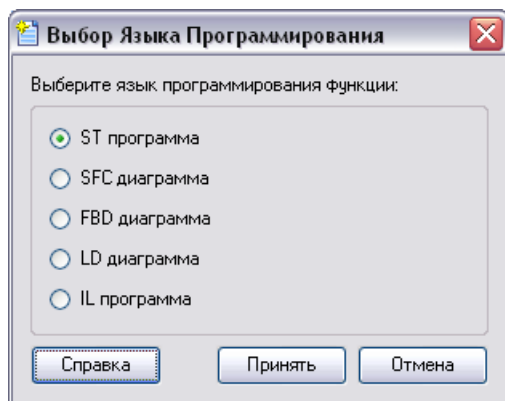 Выбор Языка Программирования
Выберите язык программирования функции:
ST программа
SFC диаграмма
FBD диаграмма
LD диаграмма
IL программа
Справка Принять Отмена